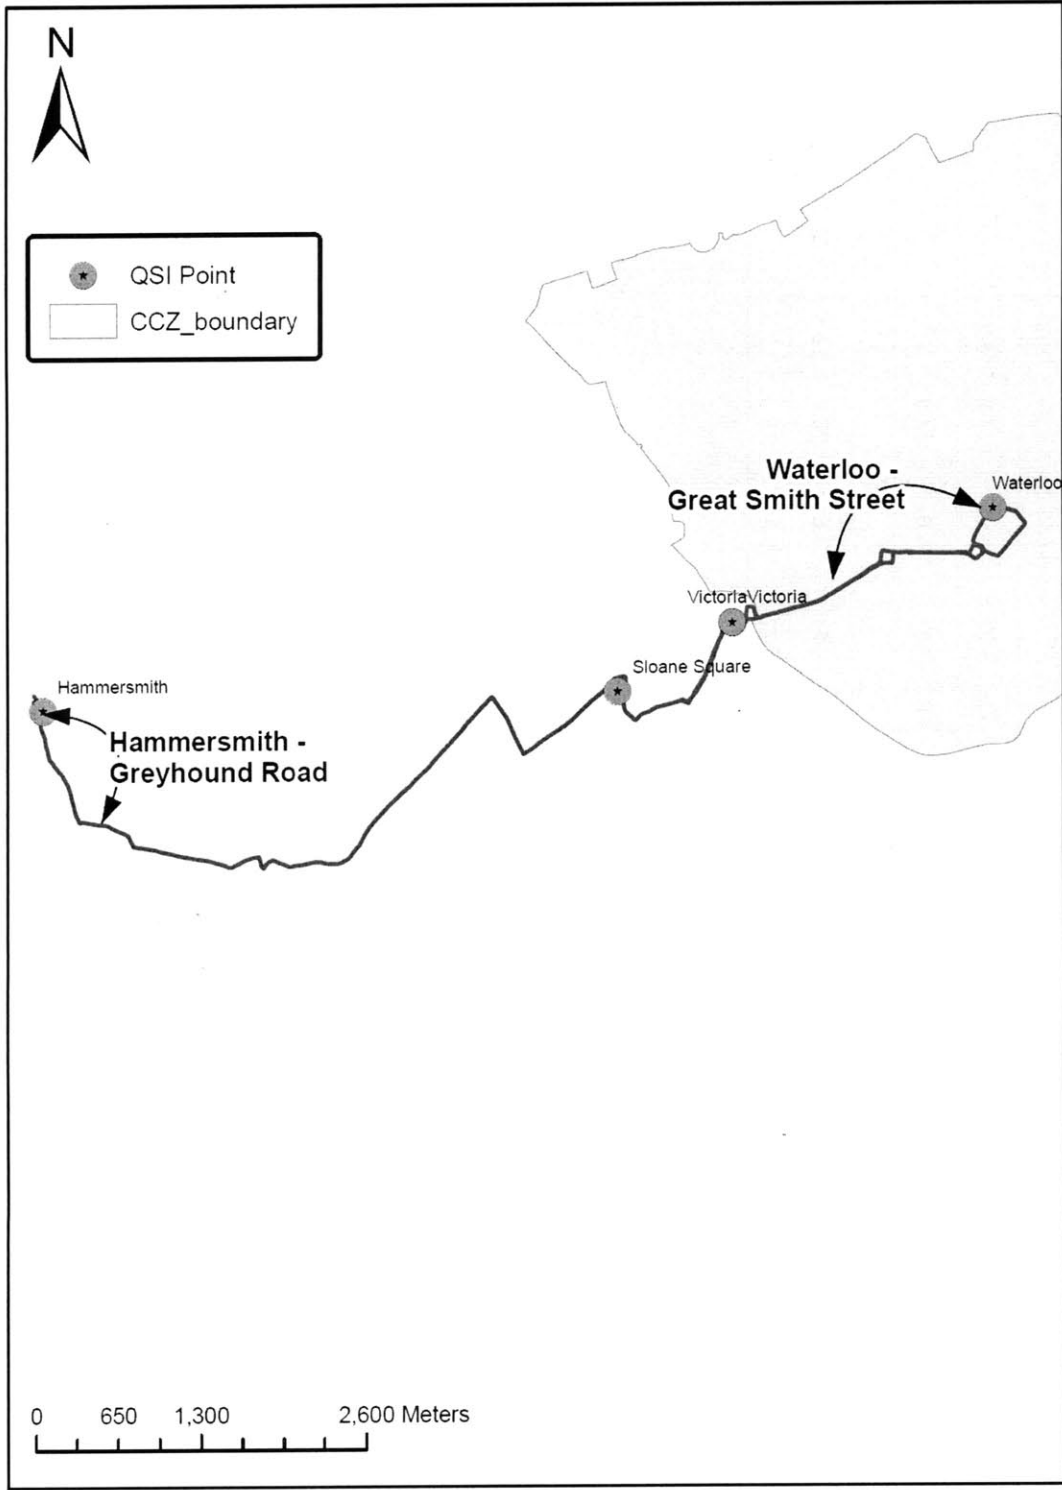 N
QSI Point
CCZ_boundary
Waterloo -
Great Smith Street
Waterloo
VictoriaVictoria
Sloane Square
Hammersmith
Hammersmith -
Greyhound Road
0 650 1,300 2,600 Meters